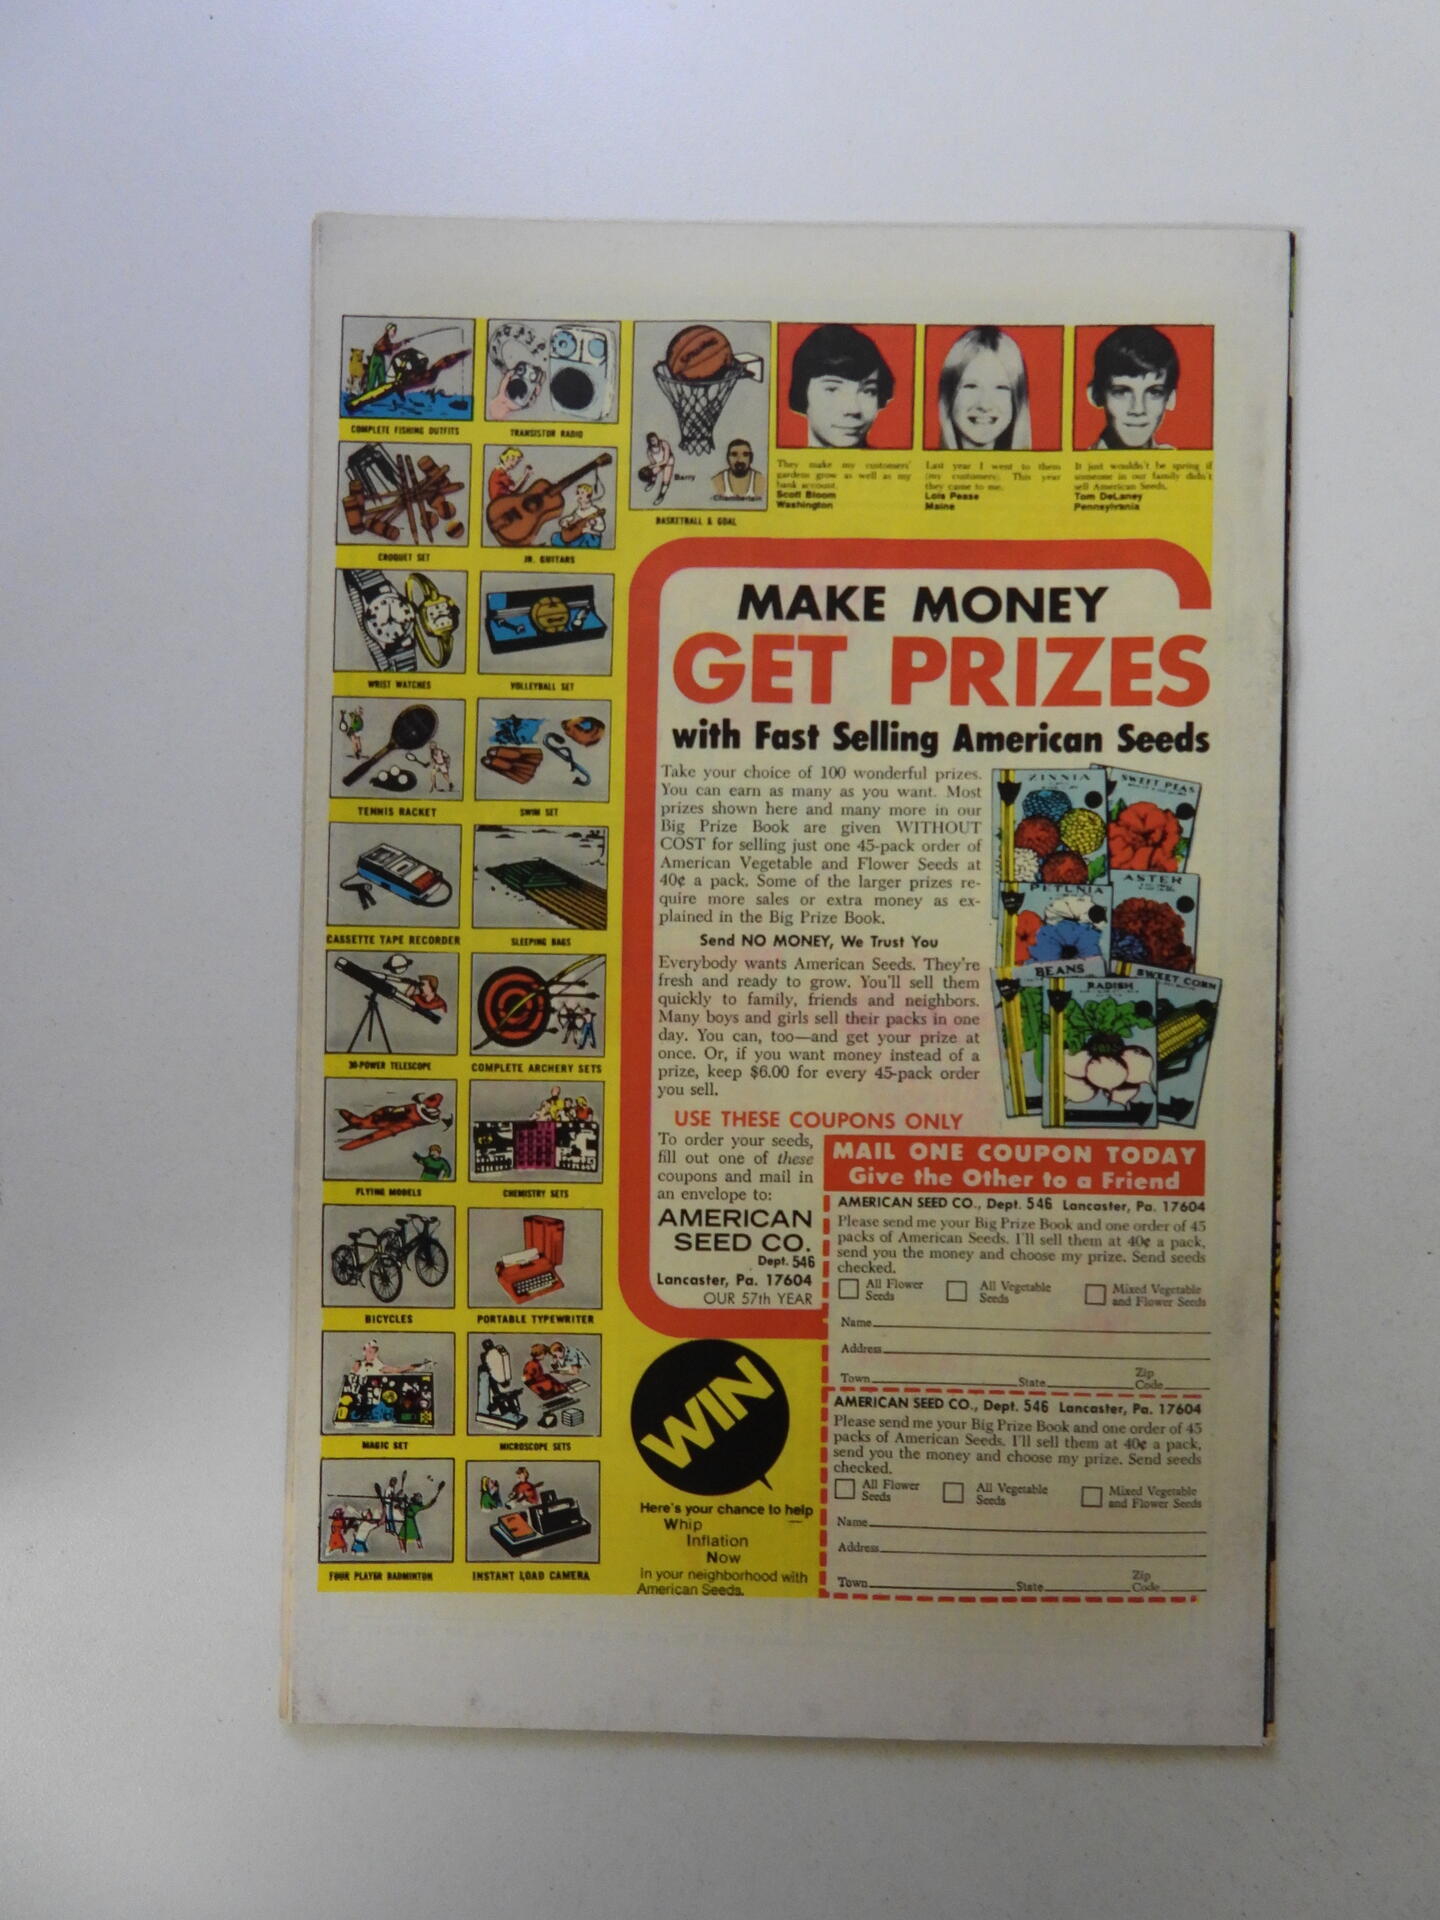 COMPLETE FISHING OUTFITS
TRANSISTOR RADIO
CROQUET SET
JR. GUITARS
WRIST WATCHES
VOLLEYBALL SET
TENNIS RACKET
SWIM SET
CASSETTE TAPE RECORDER
SLEEPING BAGS
30-POWER TELESCOPE
COMPLETE ARCHERY SETS
FLYING MODELS
CHEMISTRY SETS
BICYCLES
PORTABLE TYPEWRITER
MAGIC SET
MICROSCOPE SETS
FOUR PLAYER BADMINTON
INSTANT LOAD CAMERA
Barry
Chamberlain
BASKETBALL & GOAL
They make my customers'
gardens grow as well as my
bank account.
Scott Bloom
Washington
Last year I went to them
(my customers). This year
they came to me.
Lois Pease
Maine
It just wouldn't be spring if
someone in our family didn't
sell American Seeds.
Tom DeLaney
Pennsylvania
MAKE MONEY
GET PRIZES
with Fast Selling American Seeds
Take your choice of 100 wonderful prizes.
You can earn as many as you want. Most
prizes shown here and many more in our
Big Prize Book are given WITHOUT
COST for selling just one 45-pack order of
American Vegetable and Flower Seeds at
40¢ a pack. Some of the larger prizes re-
quire more sales or extra money as ex-
plained in the Big Prize Book.
Send NO MONEY, We Trust You
Everybody wants American Seeds. They're
fresh and ready to grow. You'll sell them
quickly to family, friends and neighbors.
Many boys and girls sell their packs in one
day. You can, too—and get your prize at
once. Or, if you want money instead of a
prize, keep $6.00 for every 45-pack order
you sell.
ZINNIA
SWEET PEAS
PETUNIA
ASTER
BEANS
SWEET CORN
RADISH
USE THESE COUPONS ONLY
To order your seeds,
fill out one of these
coupons and mail in
an envelope to:
AMERICAN
SEED CO.
Dept. 546
Lancaster, Pa. 17604
OUR 57th YEAR
MAIL ONE COUPON TODAY
Give the Other to a Friend
AMERICAN SEED CO., Dept. 546 Lancaster, Pa. 17604
Please send me your Big Prize Book and one order of 45
packs of American Seeds. I'll sell them at 40¢ a pack,
send you the money and choose my prize. Send seeds
checked.
All Flower Seeds
All Vegetable Seeds
Mixed Vegetable and Flower Seeds
Name
Address
Town State Zip Code
AMERICAN SEED CO., Dept. 546 Lancaster, Pa. 17604
Please send me your Big Prize Book and one order of 45
packs of American Seeds. I'll sell them at 40¢ a pack,
send you the money and choose my prize. Send seeds
checked.
All Flower Seeds
All Vegetable Seeds
Mixed Vegetable and Flower Seeds
Name
Address
Town State Zip Code
WIN
Here's your chance to help
Whip
Inflation
Now
in your neighborhood with
American Seeds.